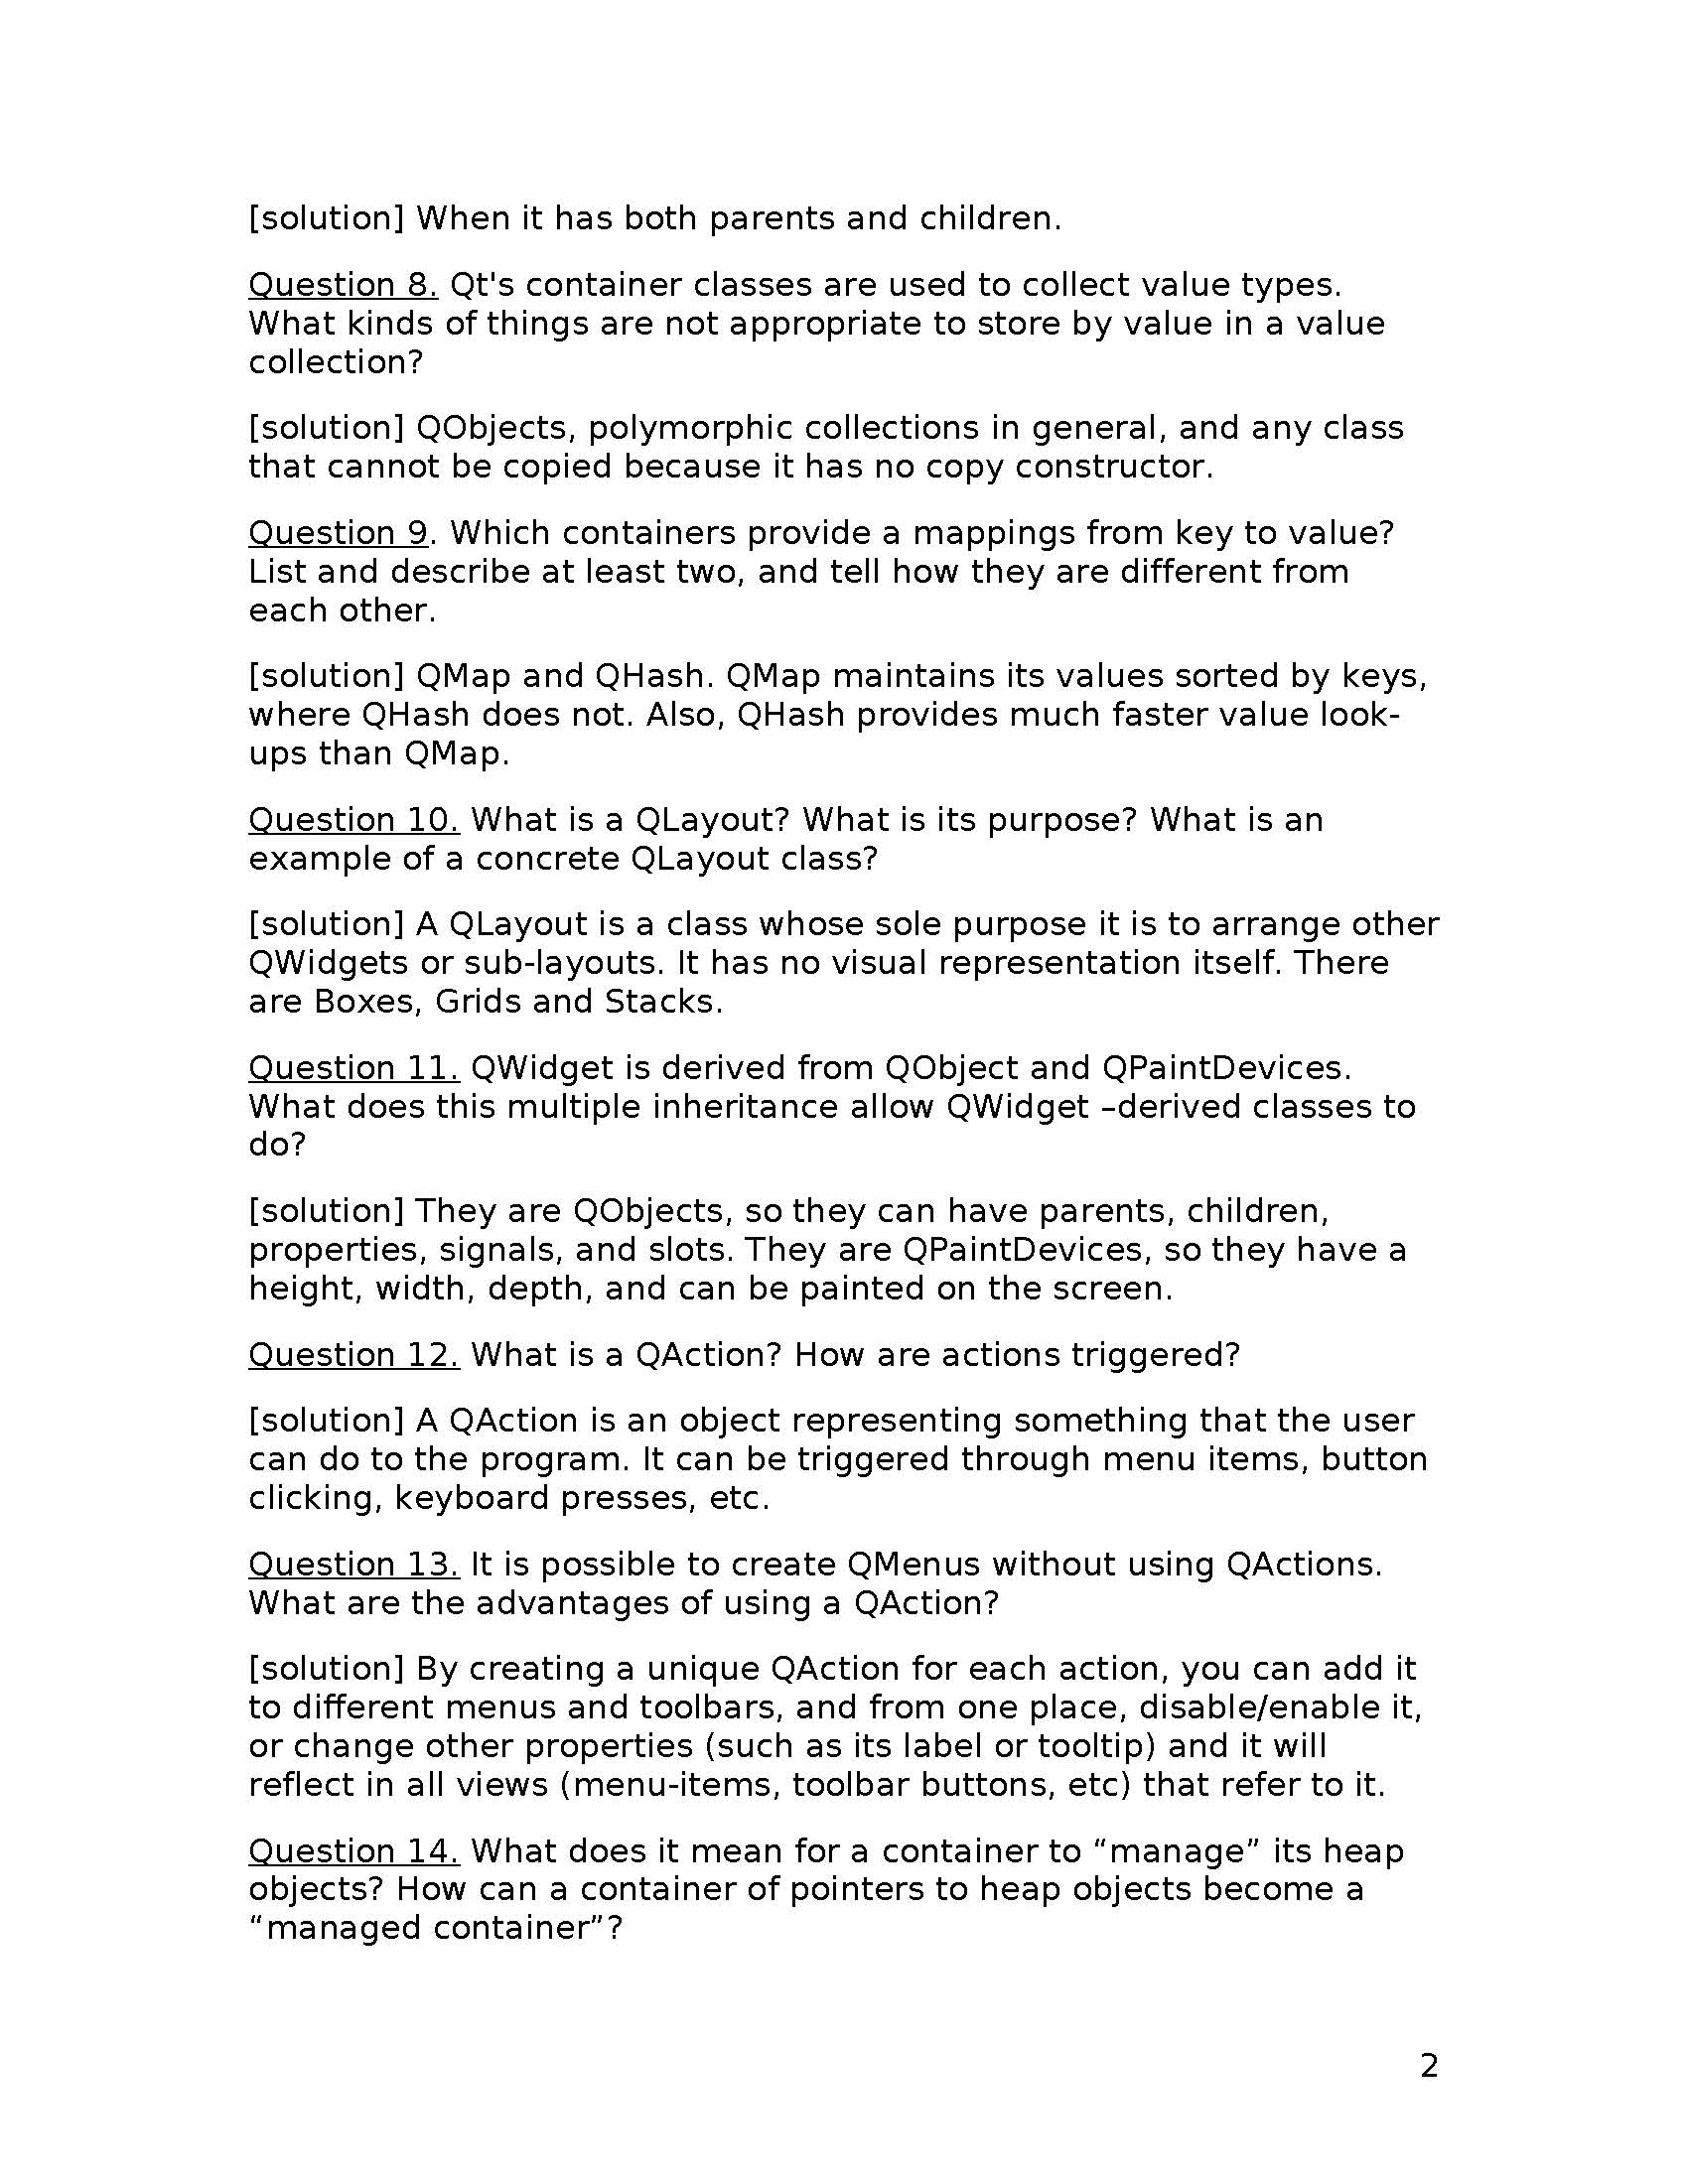 [solution] When it has both parents and children.
Question 8. Qt's container classes are used to collect value types.
What kinds of things are not appropriate to store by value in a value
collection?
[solution] QObjects, polymorphic collections in general, and any class
that cannot be copied because it has no copy constructor.
Question 9. Which containers provide a mappings from key to value?
List and describe at least two, and tell how they are different from
each other.
[solution] QMap and QHash. QMap maintains its values sorted by keys,
where QHash does not. Also, QHash provides much faster value look-
ups than QMap.
Question 10. What is a QLayout? What is its purpose? What is an
example of a concrete QLayout class?
[solution] A QLayout is a class whose sole purpose it is to arrange other
QWidgets or sub-layouts. It has no visual representation itself. There
are Boxes, Grids and Stacks.
Question 11. QWidget is derived from QObject and QPaintDevices.
What does this multiple inheritance allow QWidget –derived classes to
do?
[solution] They are QObjects, so they can have parents, children,
properties, signals, and slots. They are QPaintDevices, so they have a
height, width, depth, and can be painted on the screen.
Question 12. What is a QAction? How are actions triggered?
[solution] A QAction is an object representing something that the user
can do to the program. It can be triggered through menu items, button
clicking, keyboard presses, etc.
Question 13. It is possible to create QMenus without using QActions.
What are the advantages of using a QAction?
[solution] By creating a unique QAction for each action, you can add it
to different menus and toolbars, and from one place, disable/enable it,
or change other properties (such as its label or tooltip) and it will
reflect in all views (menu-items, toolbar buttons, etc) that refer to it.
Question 14. What does it mean for a container to “manage” its heap
objects? How can a container of pointers to heap objects become a
“managed container”?
2